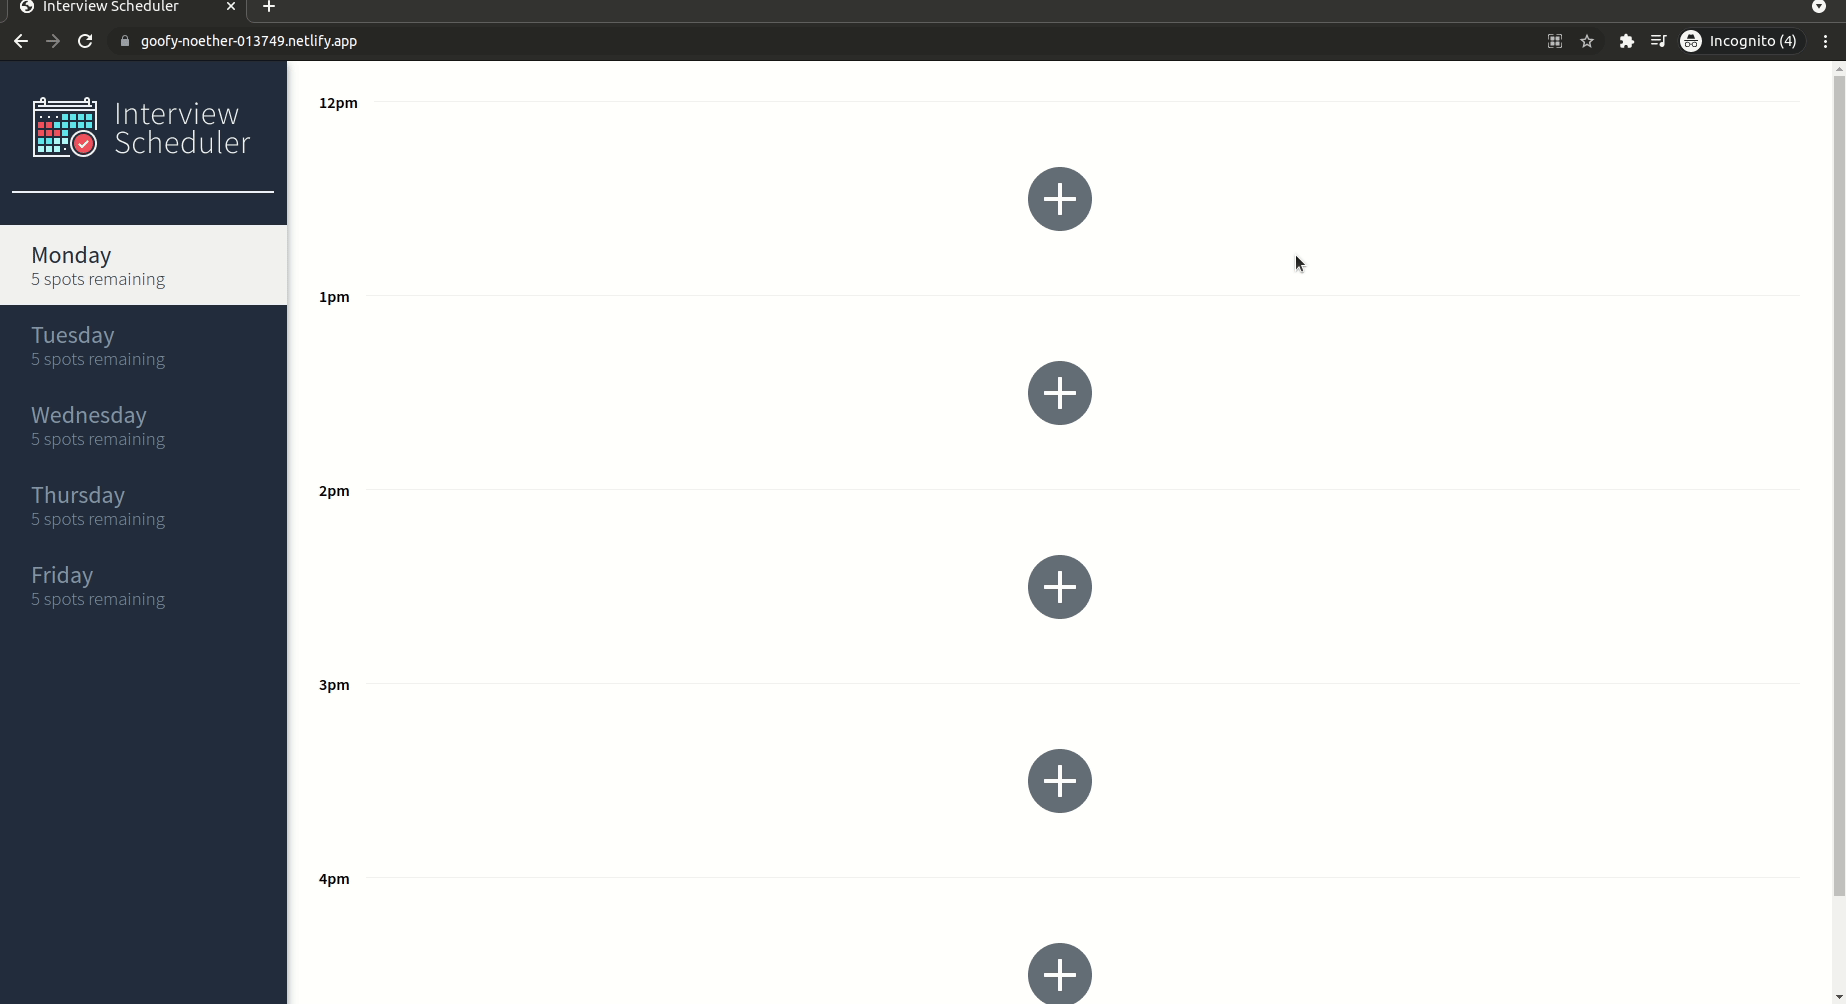 Interview Scheduler
goofy-noether-013749.netlify.app
Incognito (4)
Interview
Scheduler
Monday
5 spots remaining
Tuesday
5 spots remaining
Wednesday
5 spots remaining
Thursday
5 spots remaining
Friday
5 spots remaining
12pm
1pm
2pm
3pm
4pm